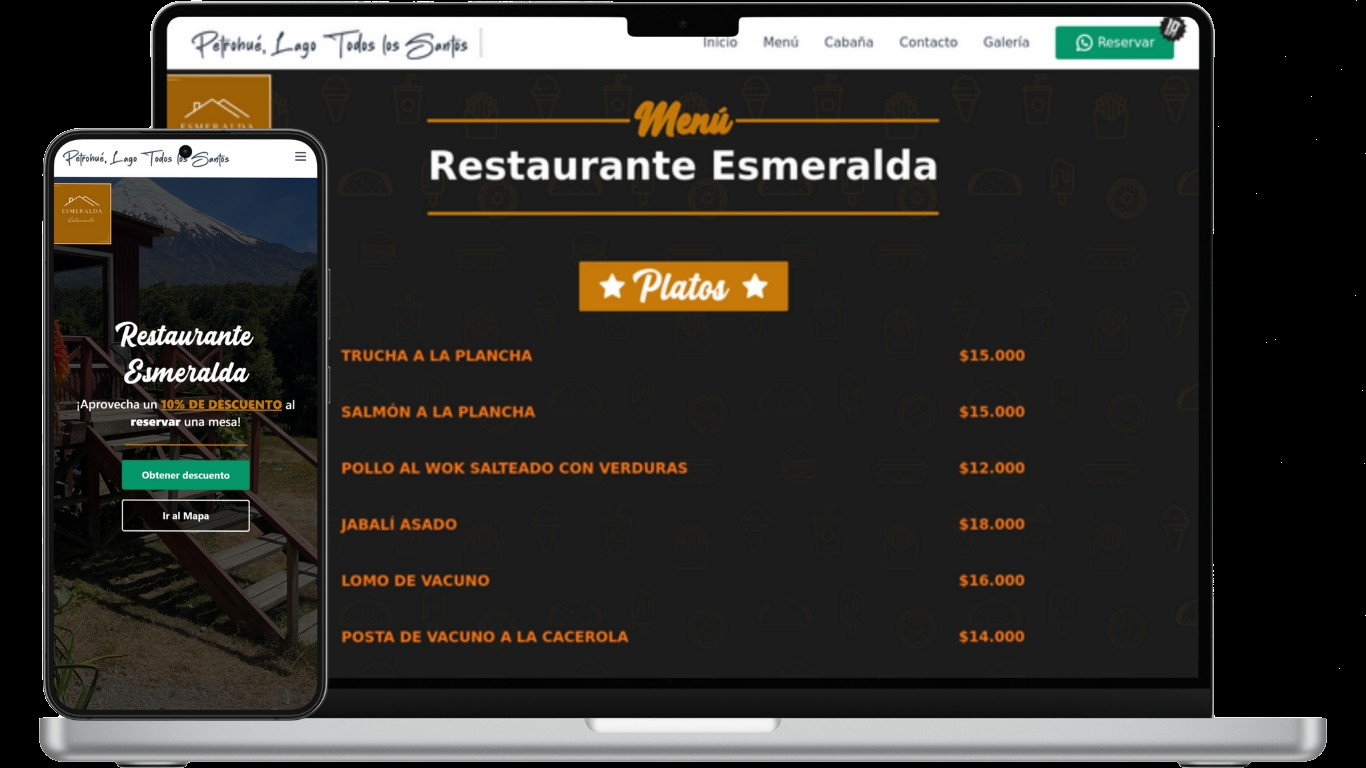 Petrohué, Lago Todos los Santos
Inicio
Menú
Cabaña
Contacto
Galería
Reservar
ESMERALDA
Menú
Restaurante Esmeralda
Platos
TRUCHA A LA PLANCHA $15.000
SALMÓN A LA PLANCHA $15.000
POLLO AL WOK SALTEADO CON VERDURAS $12.000
JABALÍ ASADO $18.000
LOMO DE VACUNO $16.000
POSTA DE VACUNO A LA CACEROLA $14.000
Petrohué, Lago Todos los Santos
ESMERALDA
Restaurante
Restaurante
Esmeralda
¡Aprovecha un 10% DE DESCUENTO al
reservar una mesa!
Obtener descuento
Ir al Mapa